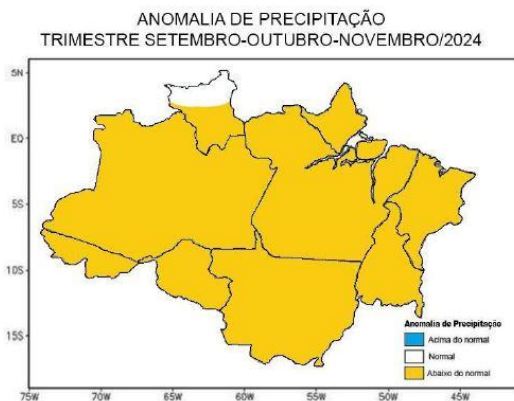 ANOMALIA DE PRECIPITAÇÃO
TRIMESTRE SETEMBRO-OUTUBRO-NOVEMBRO/2024
5N
EQ
5S
10S
15S
Anomalia de Precipitação
Acima do normal
Normal
Abaixo do normal
75W 70W 65W 60W 55W 50W 45W